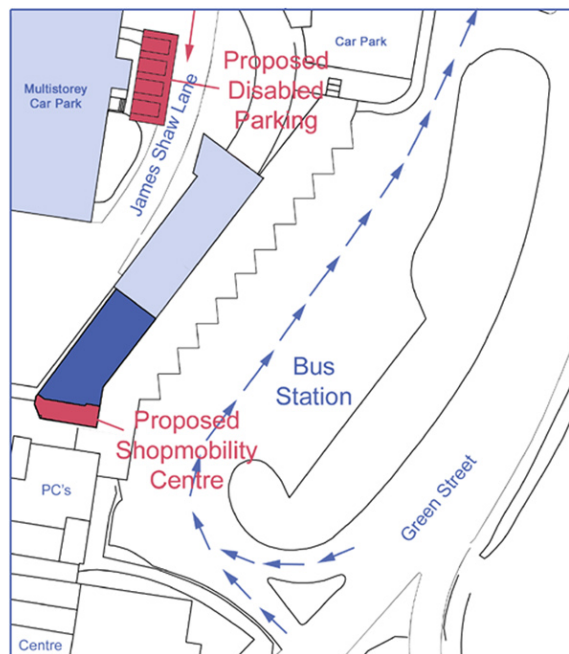 Car Park
Multistorey
Car Park
Proposed
Disabled
Parking
James Shaw Lane
Bus
Station
Proposed
Shopmobility
Centre
PC's
Green Street
Centre